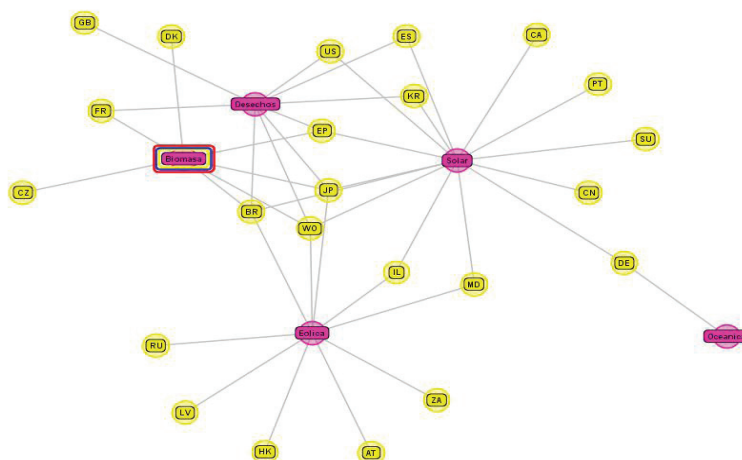 GB
DK
US
ES
CA
PT
FR
Desechos
KR
EP
SU
Biomasa
Solar
CZ
JP
CN
BR
WO
DE
IL
MD
Eolica
Oceanic
RU
ZA
LV
HK
AT